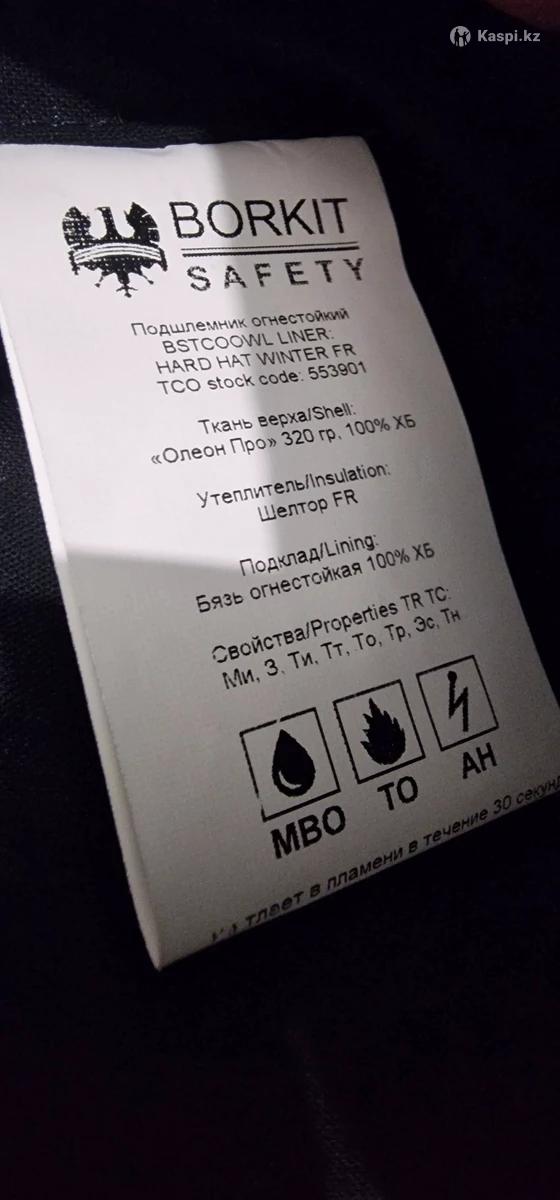 Kaspi.kz
BORKIT
SAFETY
Подшлемник огнестойкий
BSTCOOWL LINER:
HARD HAT WINTER FR
TCO stock code: 553901
Ткань верха/Shell:
«Олеон Про» 320 гр, 100% ХБ
Утеплитель/Insulation:
Шелтор FR
Подклад/Lining:
Бязь огнестойкая 100% ХБ
Свойства/Properties TR TC:
Ми, З, Ти, Тт, То, Тр, Эс, Тн
МВО ТО АН
тлеет в пламени в течение 30 секунд